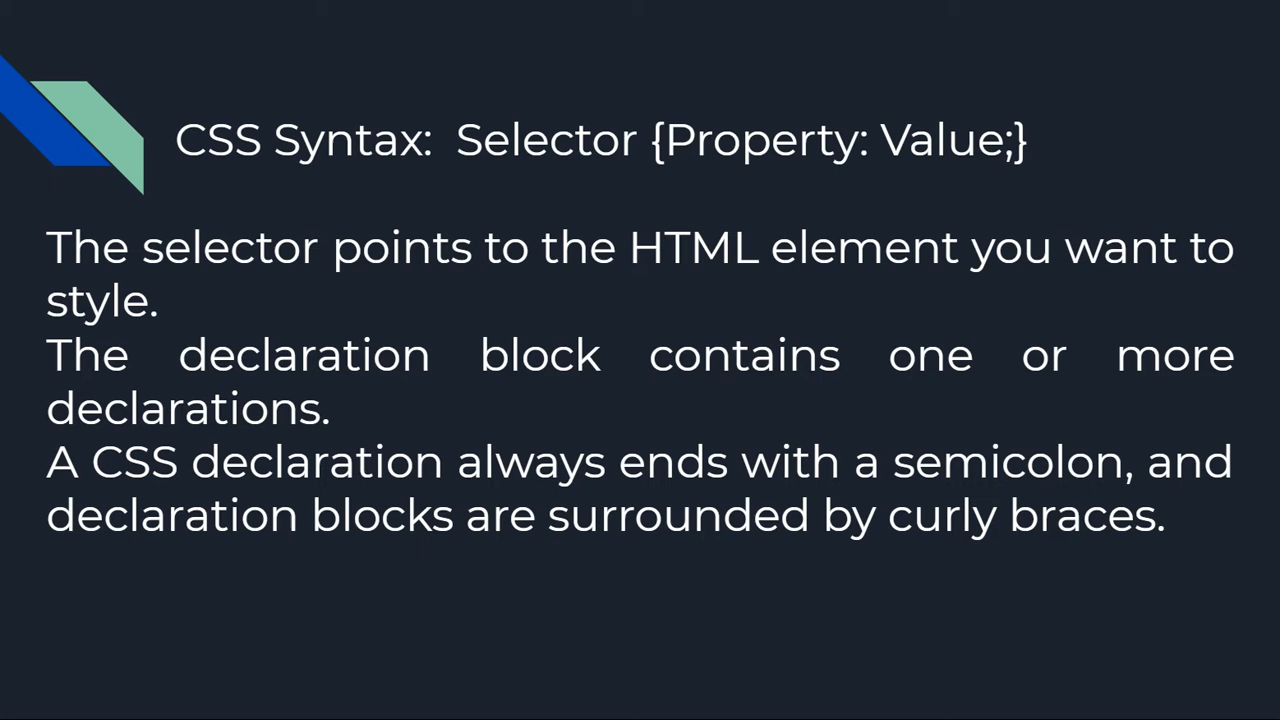 CSS Syntax: Selector {Property: Value;}
The selector points to the HTML element you want to
style.
The declaration block contains one or more
declarations.
A CSS declaration always ends with a semicolon, and
declaration blocks are surrounded by curly braces.